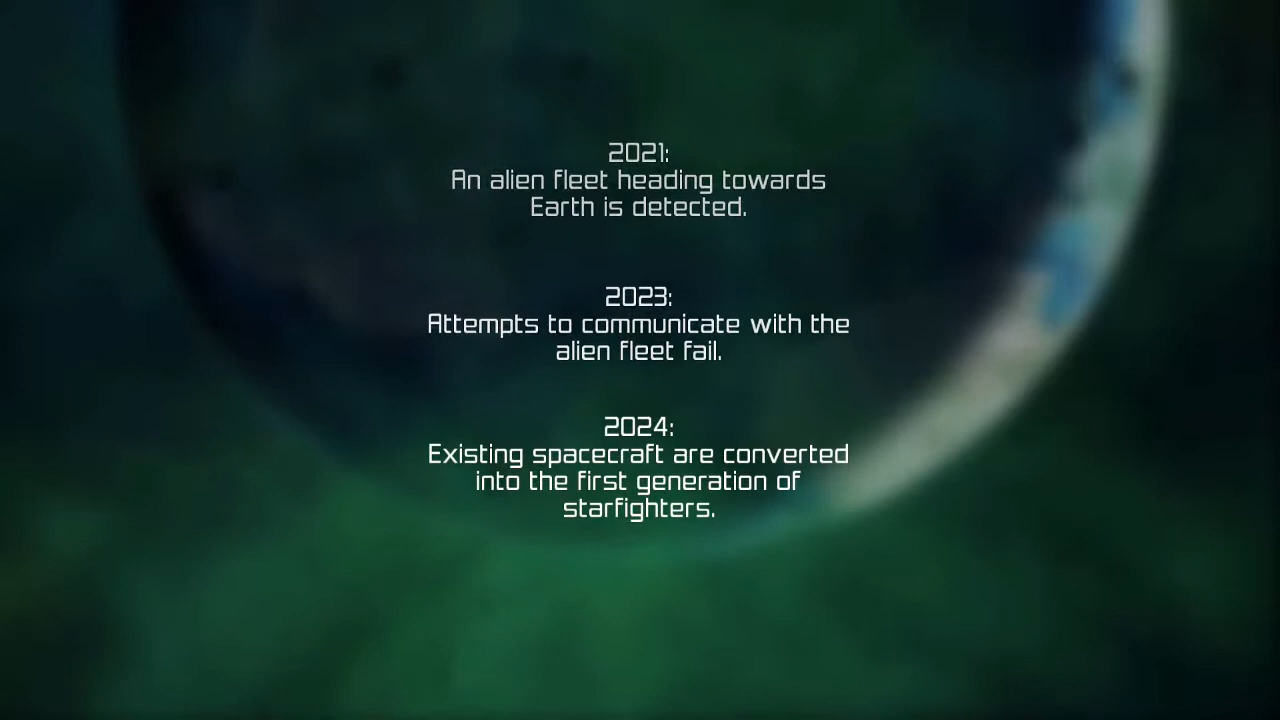 2021:
An alien fleet heading towards
Earth is detected.
2023:
Attempts to communicate with the
alien fleet fail.
2024:
Existing spacecraft are converted
into the first generation of
starfighters.